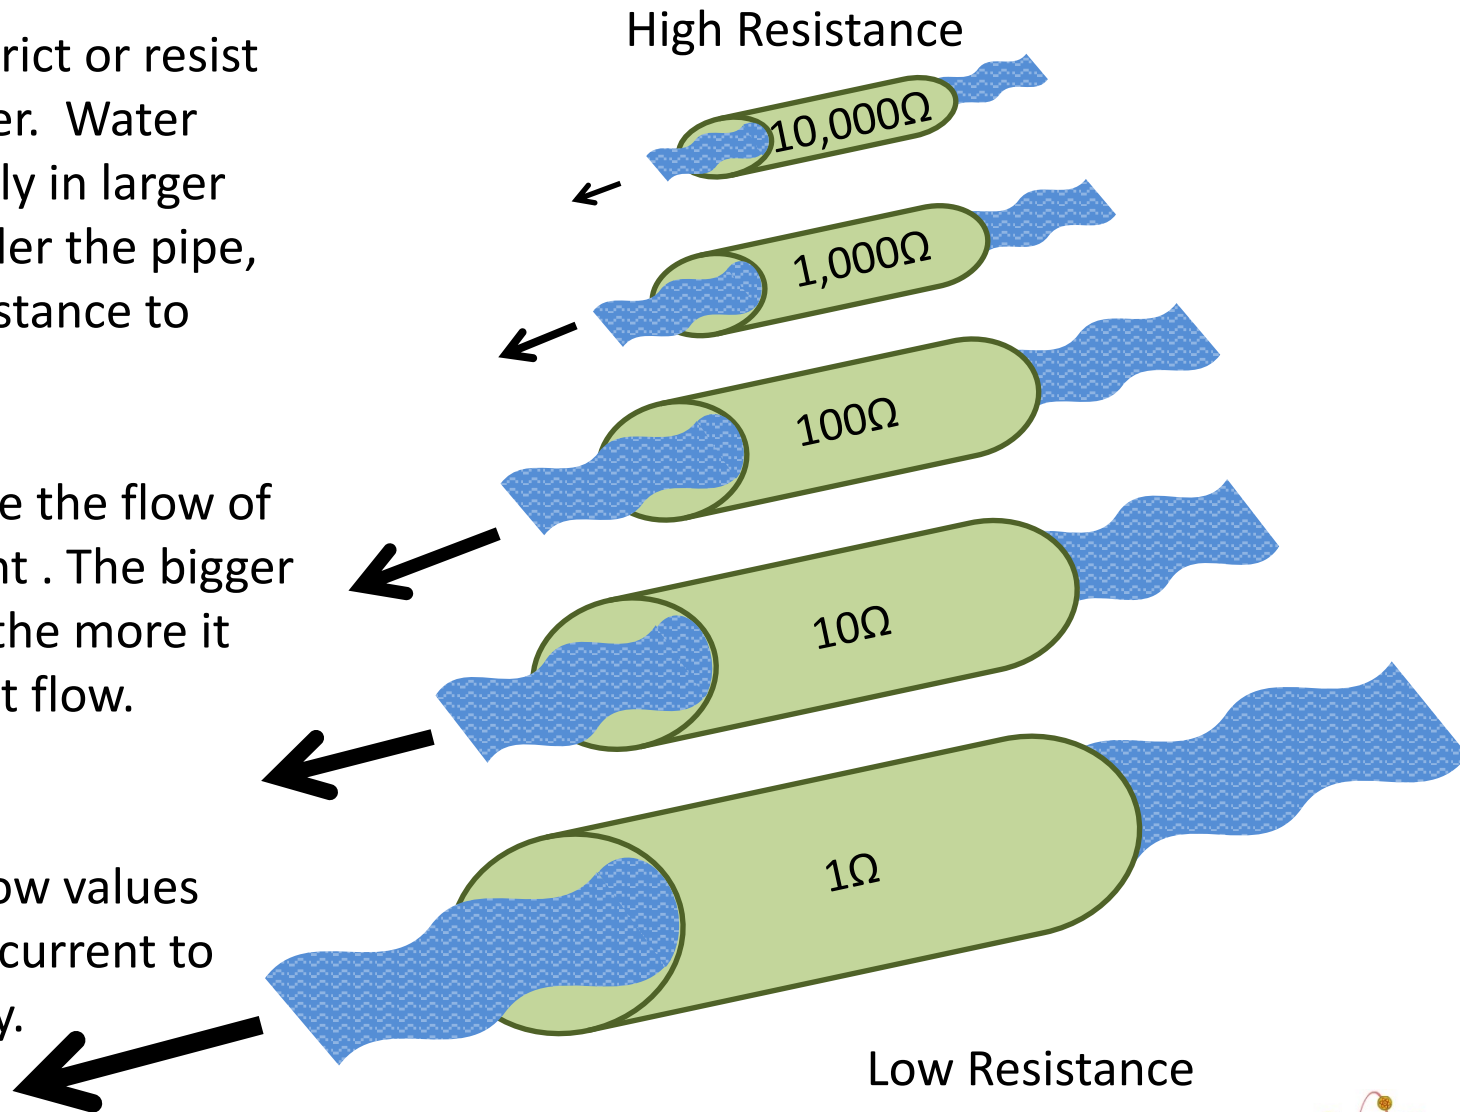 High Resistance
rict or resist
er. Water
ly in larger
ler the pipe,
stance to
e the flow of
nt . The bigger
the more it
t flow.
ow values
current to
y.
10,000Ω
1,000Ω
100Ω
10Ω
1Ω
Low Resistance